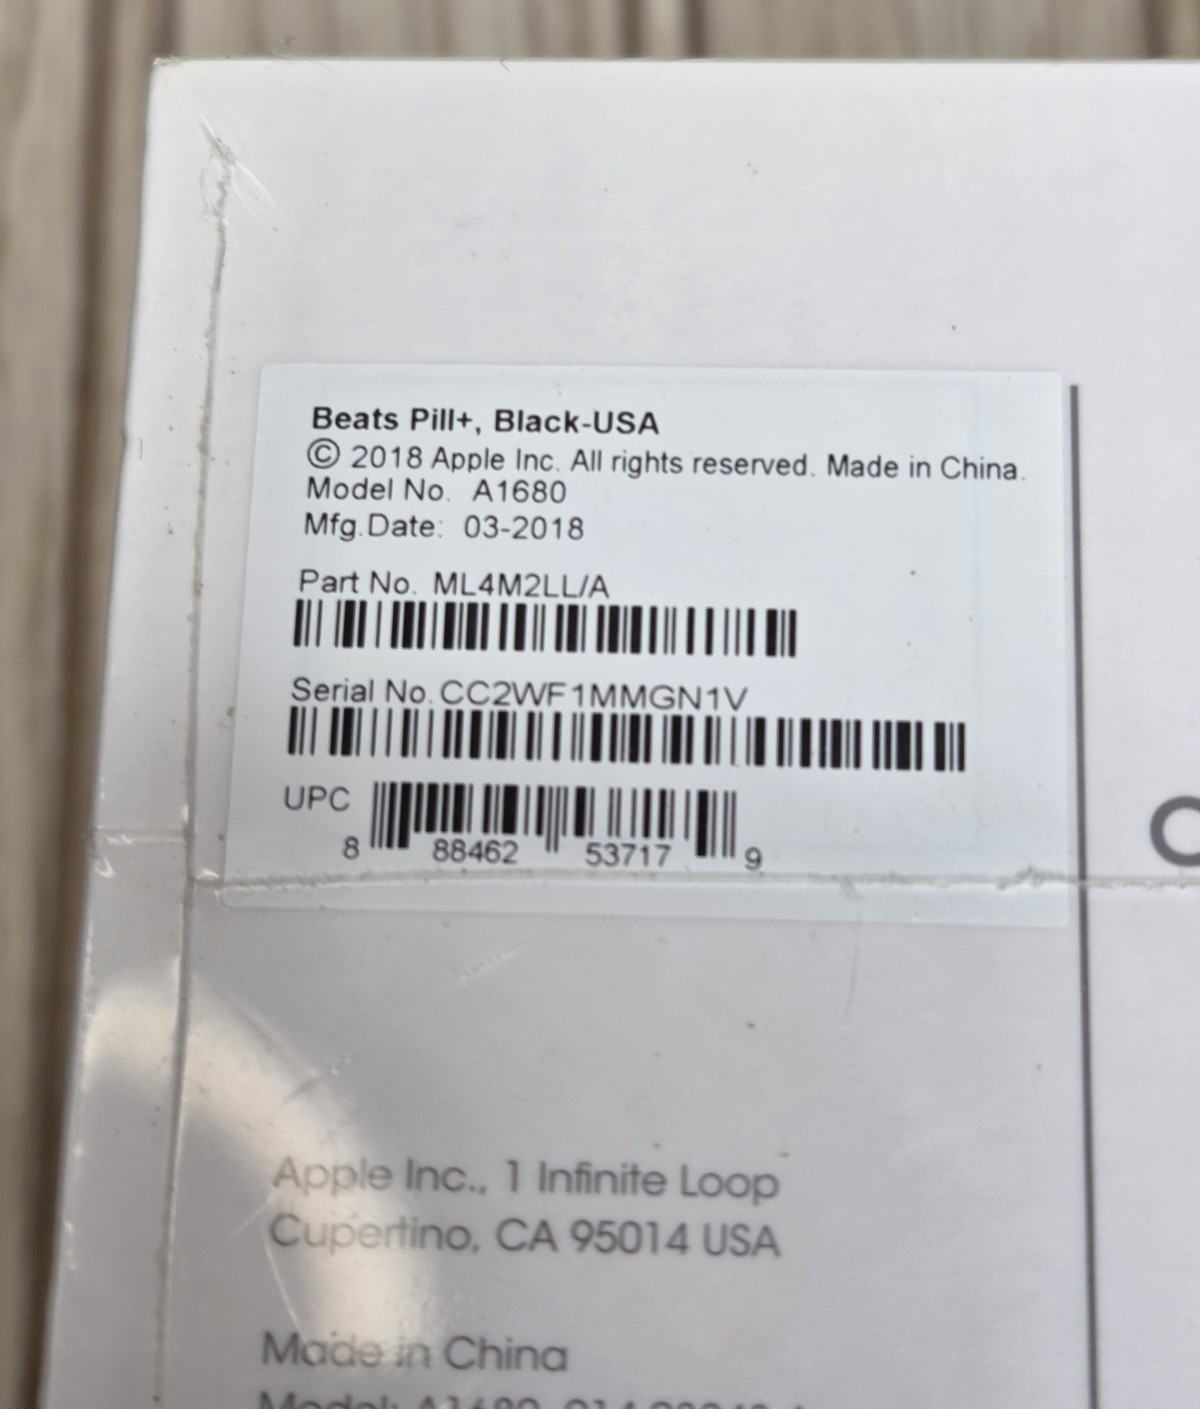 Beats Pill+, Black-USA
© 2018 Apple Inc. All rights reserved. Made in China.
Model No. A1680
Mfg.Date: 03-2018
Part No. ML4M2LL/A
Serial No.CC2WF1MMGN1V
UPC
8 88462 53717 9
Apple Inc., 1 Infinite Loop
Cupertino, CA 95014 USA
Made in China
Model: A1680